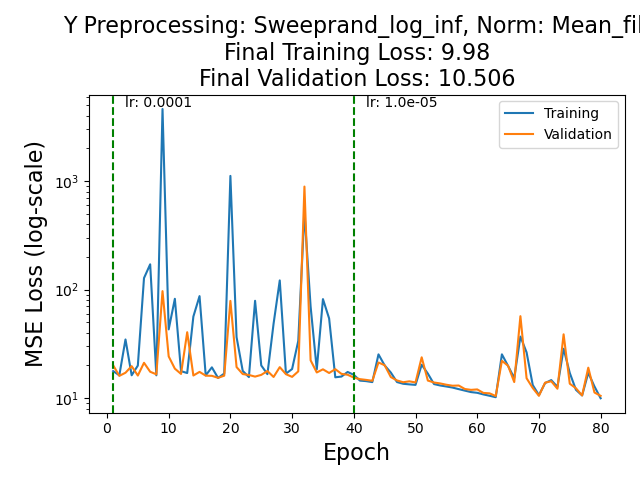 Y Preprocessing: Sweeprand_log_inf, Norm: Mean_fil
Final Training Loss: 9.98
Final Validation Loss: 10.506
lr: 0.0001
lr: 1.0e-05
Training
Validation
MSE Loss (log-scale)
10³
10²
10¹
0 10 20 30 40 50 60 70 80
Epoch